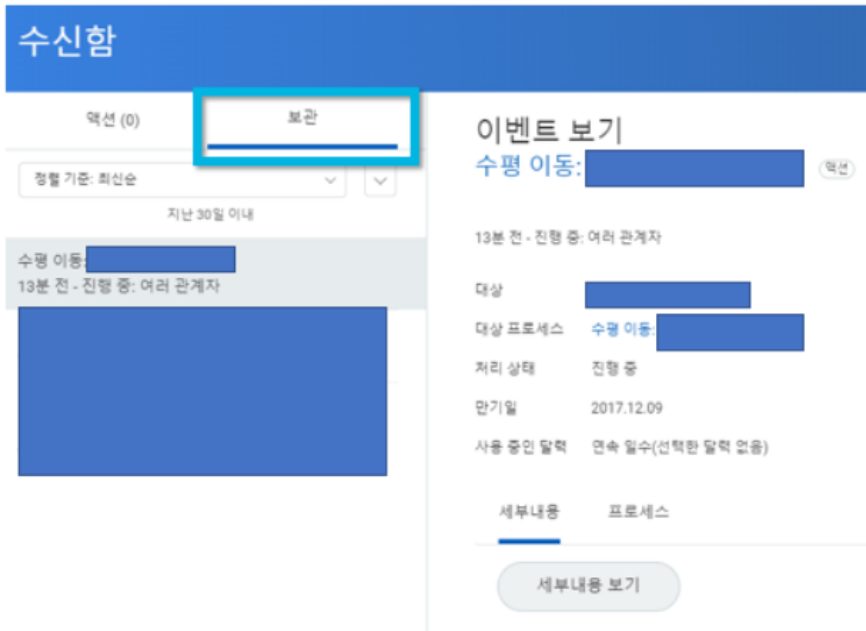 수신함
액션 (0)
보관
정렬 기준: 최신순
지난 30일 이내
수평 이동:
13분 전 - 진행 중: 여러 관계자
이벤트 보기
수평 이동:
액션
13분 전 - 진행 중: 여러 관계자
대상
대상 프로세스 수평 이동:
처리 상태 진행 중
만기일 2017.12.09
사용 중인 달력 연속 일수(선택한 달력 없음)
세부내용 프로세스
세부내용 보기